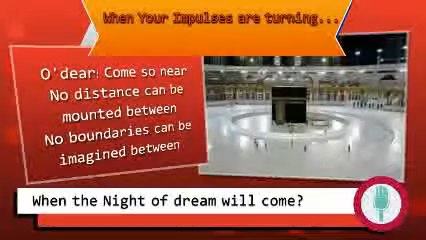 When Your Impulses are turning...
O'dear: Come so near
No distance can be
mounted between
No boundaries can be
imagined between
When the Night of dream will come?